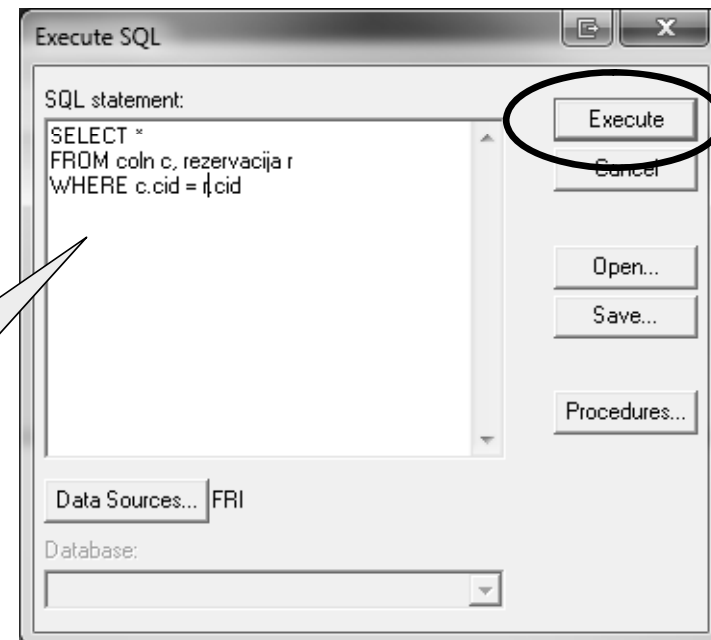 Execute SQL
SQL statement:
SELECT *
FROM coln c, rezervacija r
WHERE c.cid = r.cid
Execute
Cancel
Open...
Save...
Procedures...
Data Sources... FRI
Database: